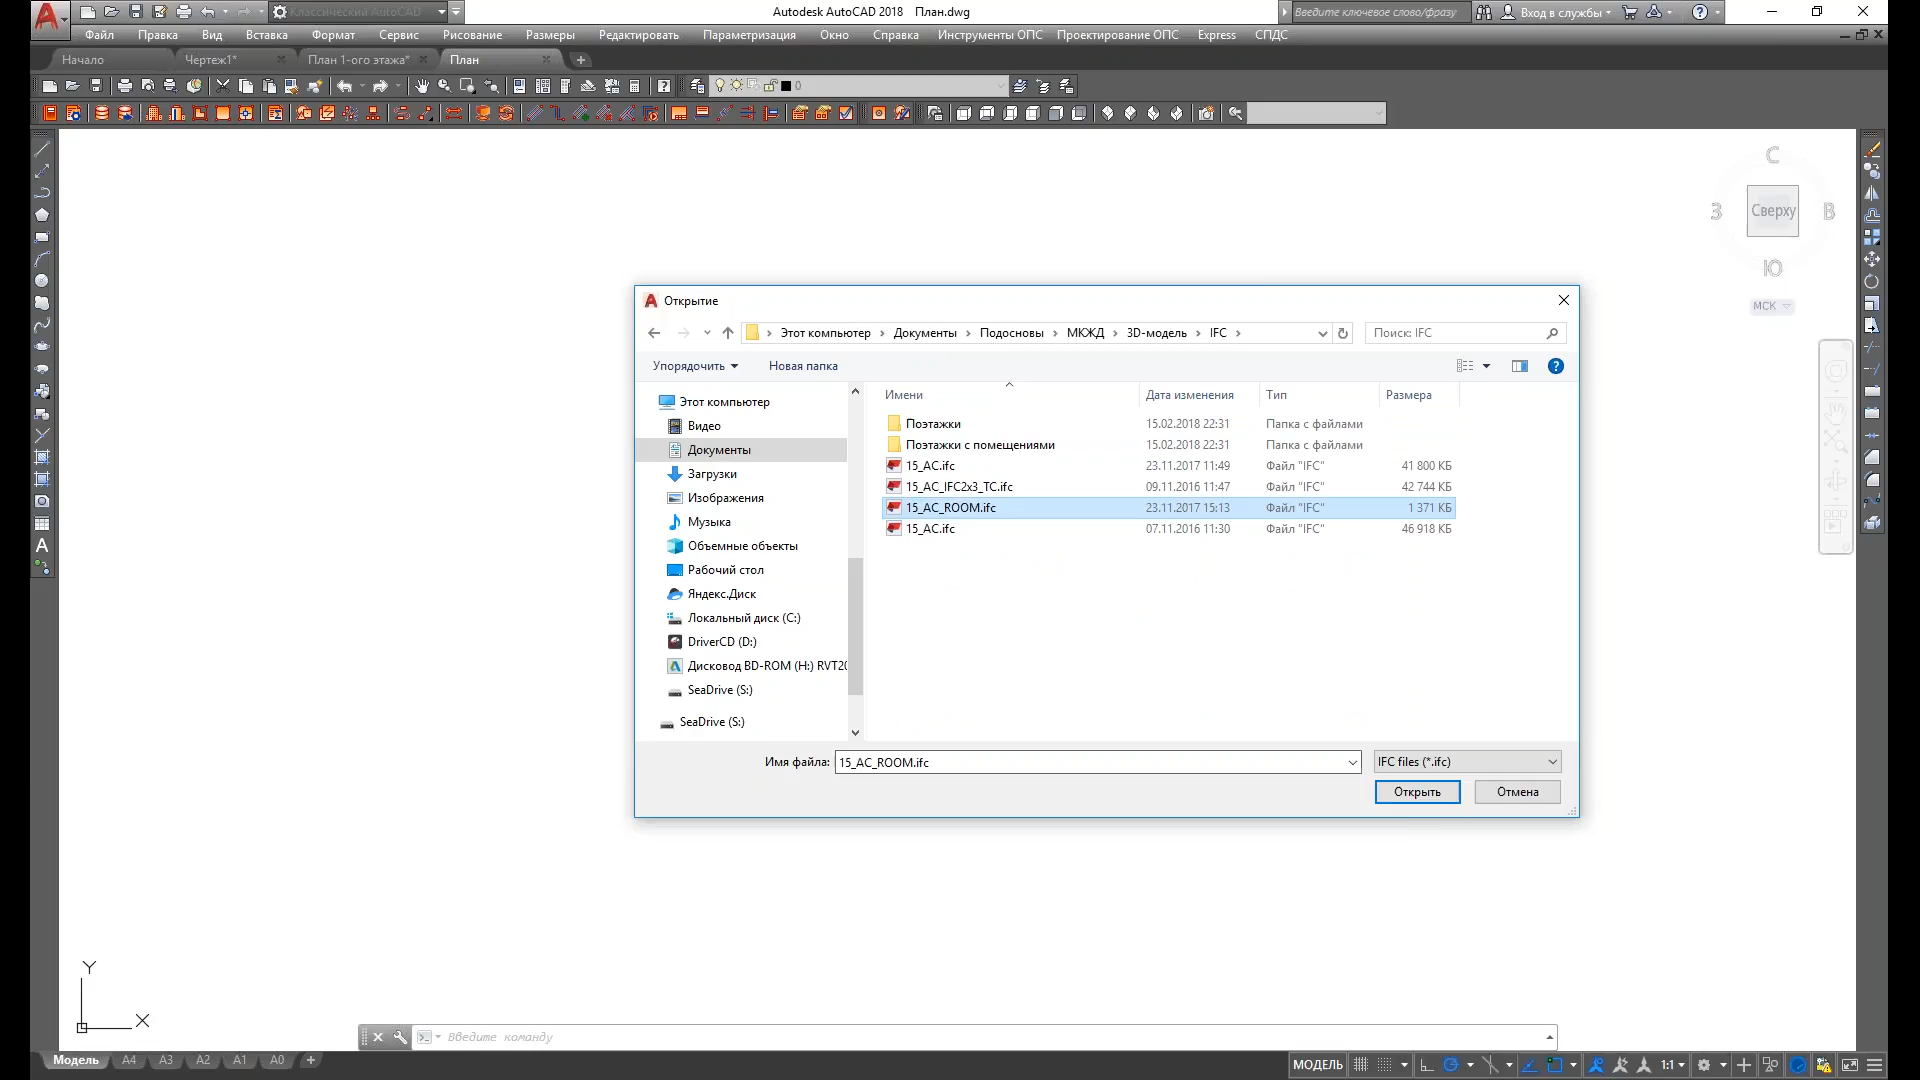 Классический AutoCAD
Autodesk AutoCAD 2018 План.dwg
Введите ключевое слово/фразу
Вход в службы
Файл Правка Вид Вставка Формат Сервис Рисование Размеры Редактировать Параметризация Окно Справка Инструменты ОПС Проектирование ОПС Express СПДС
Начало Чертеж1* План 1-ого этажа* План
0
С
З Сверху В
Ю
МСК
Открытие
Этот компьютер Документы Подосновы МКЖД 3D-модель IFC
Поиск: IFC
Упорядочить Новая папка
Имени Дата изменения Тип Размера
Этот компьютер
Видео
Документы
Загрузки
Изображения
Музыка
Объемные объекты
Рабочий стол
Яндекс.Диск
Локальный диск (C:)
DriverCD (D:)
Дисковод BD-ROM (H:) RVT20
SeaDrive (S:)
SeaDrive (S:)
Поэтажки 15.02.2018 22:31 Папка с файлами
Поэтажки с помещениями 15.02.2018 22:31 Папка с файлами
15_AC.ifc 23.11.2017 11:49 Файл "IFC" 41 800 КБ
15_AC_IFC2x3_TC.ifc 09.11.2016 11:47 Файл "IFC" 42 744 КБ
15_AC_ROOM.ifc 23.11.2017 15:13 Файл "IFC" 1 371 КБ
15_АС.ifc 07.11.2016 11:30 Файл "IFC" 46 918 КБ
Имя файла: 15_AC_ROOM.ifc IFC files (*.ifc)
Открыть Отмена
Y
X
Введите команду
Модель A4 A3 A2 A1 A0
МОДЕЛЬ 1:1